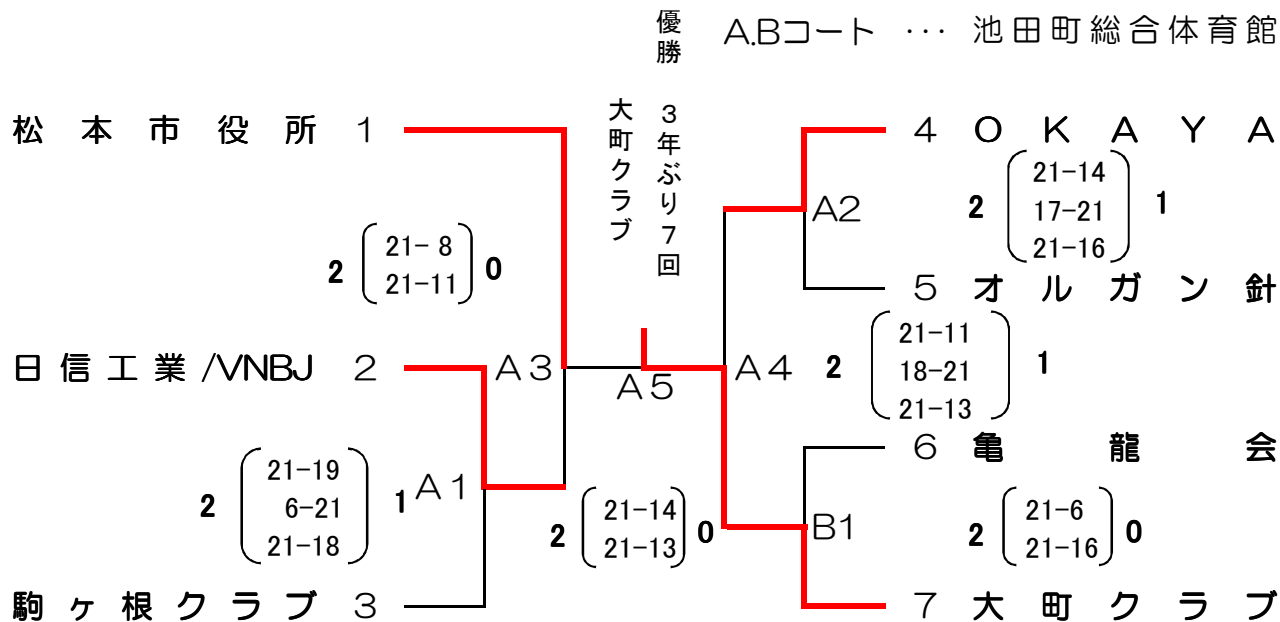 A.Bコート … 池田町総合体育館
優勝 3年ぶり7回
大町クラブ
松本市役所 1
2 21- 8 0
21-11
日信工業/VNBJ 2
A3
A1
2 21-19 1
6-21
21-18
駒ヶ根クラブ 3
A5
2 21-14 0
21-13
4 OKAYA
A2
2 21-14 1
17-21
21-16
5 オルガン針
A4
2 21-11 1
18-21
21-13
6 亀龍会
B1
2 21-6 0
21-16
7 大町クラブ